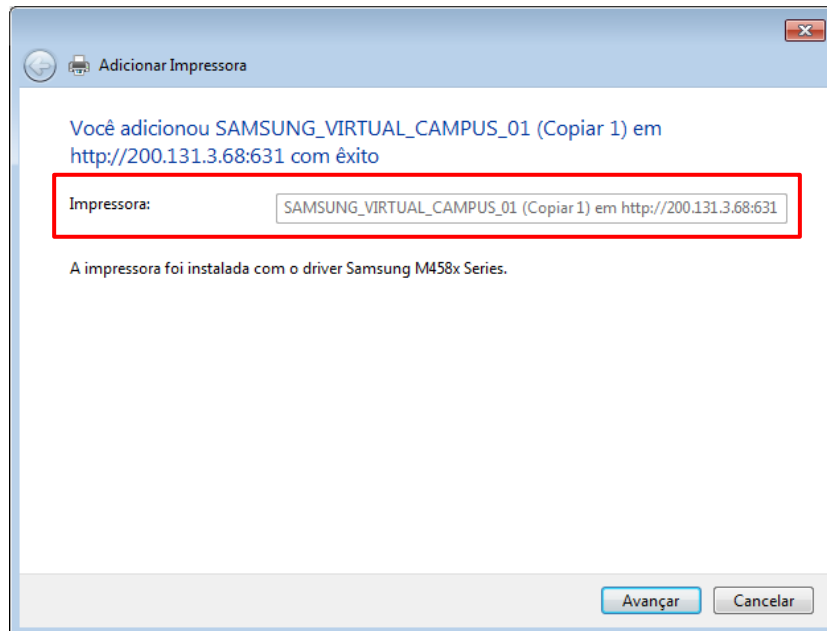 Adicionar Impressora
Você adicionou SAMSUNG_VIRTUAL_CAMPUS_01 (Copiar 1) em
http://200.131.3.68:631 com êxito
Impressora:
SAMSUNG_VIRTUAL_CAMPUS_01 (Copiar 1) em http://200.131.3.68:631
A impressora foi instalada com o driver Samsung M458x Series.
Avançar
Cancelar